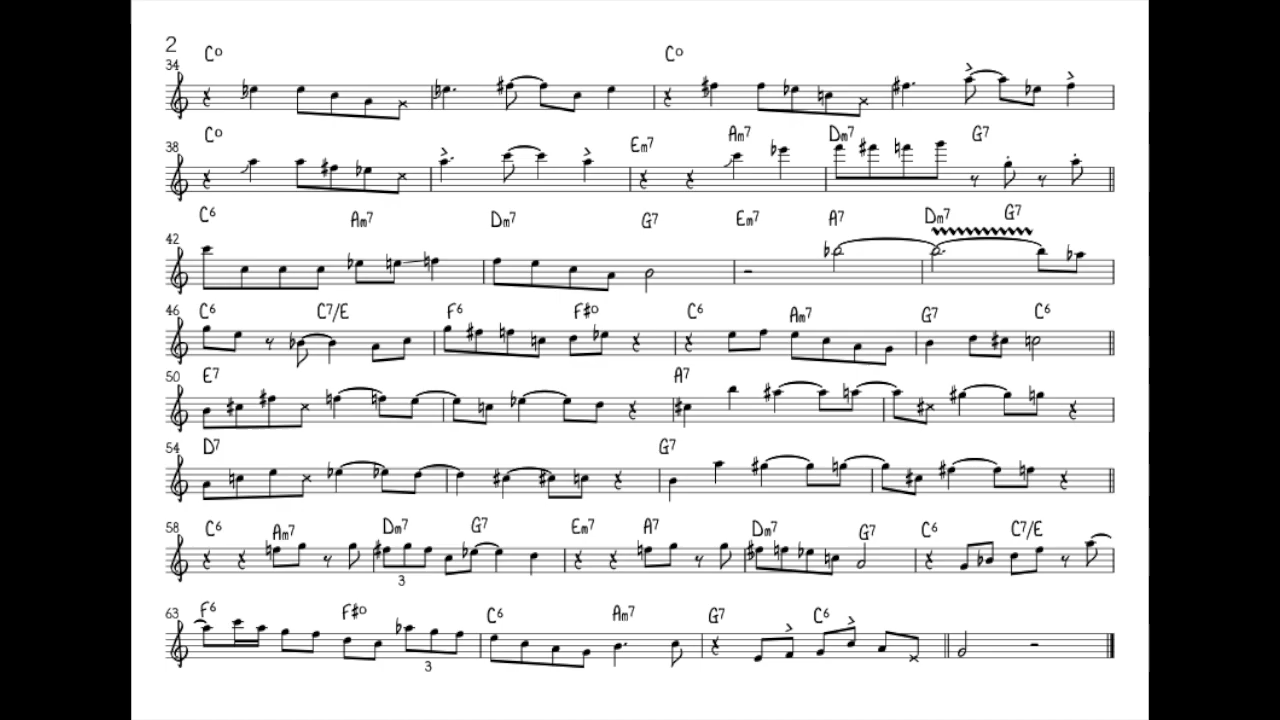 2
C° C°
34
C°
38 Em7 Am7 Dm7 G7
C6 Am7 Dm7 G7 Em7 A7 Dm7 G7
42
46 C6 C7/E F6 F#° C6 Am7 G7 C6
50 E7 A7
54 D7 G7
58 C6 Am7 Dm7 G7 Em7 A7 Dm7 G7 C6 C7/E
3
63 F6 F#° C6 Am7 G7 C6
3